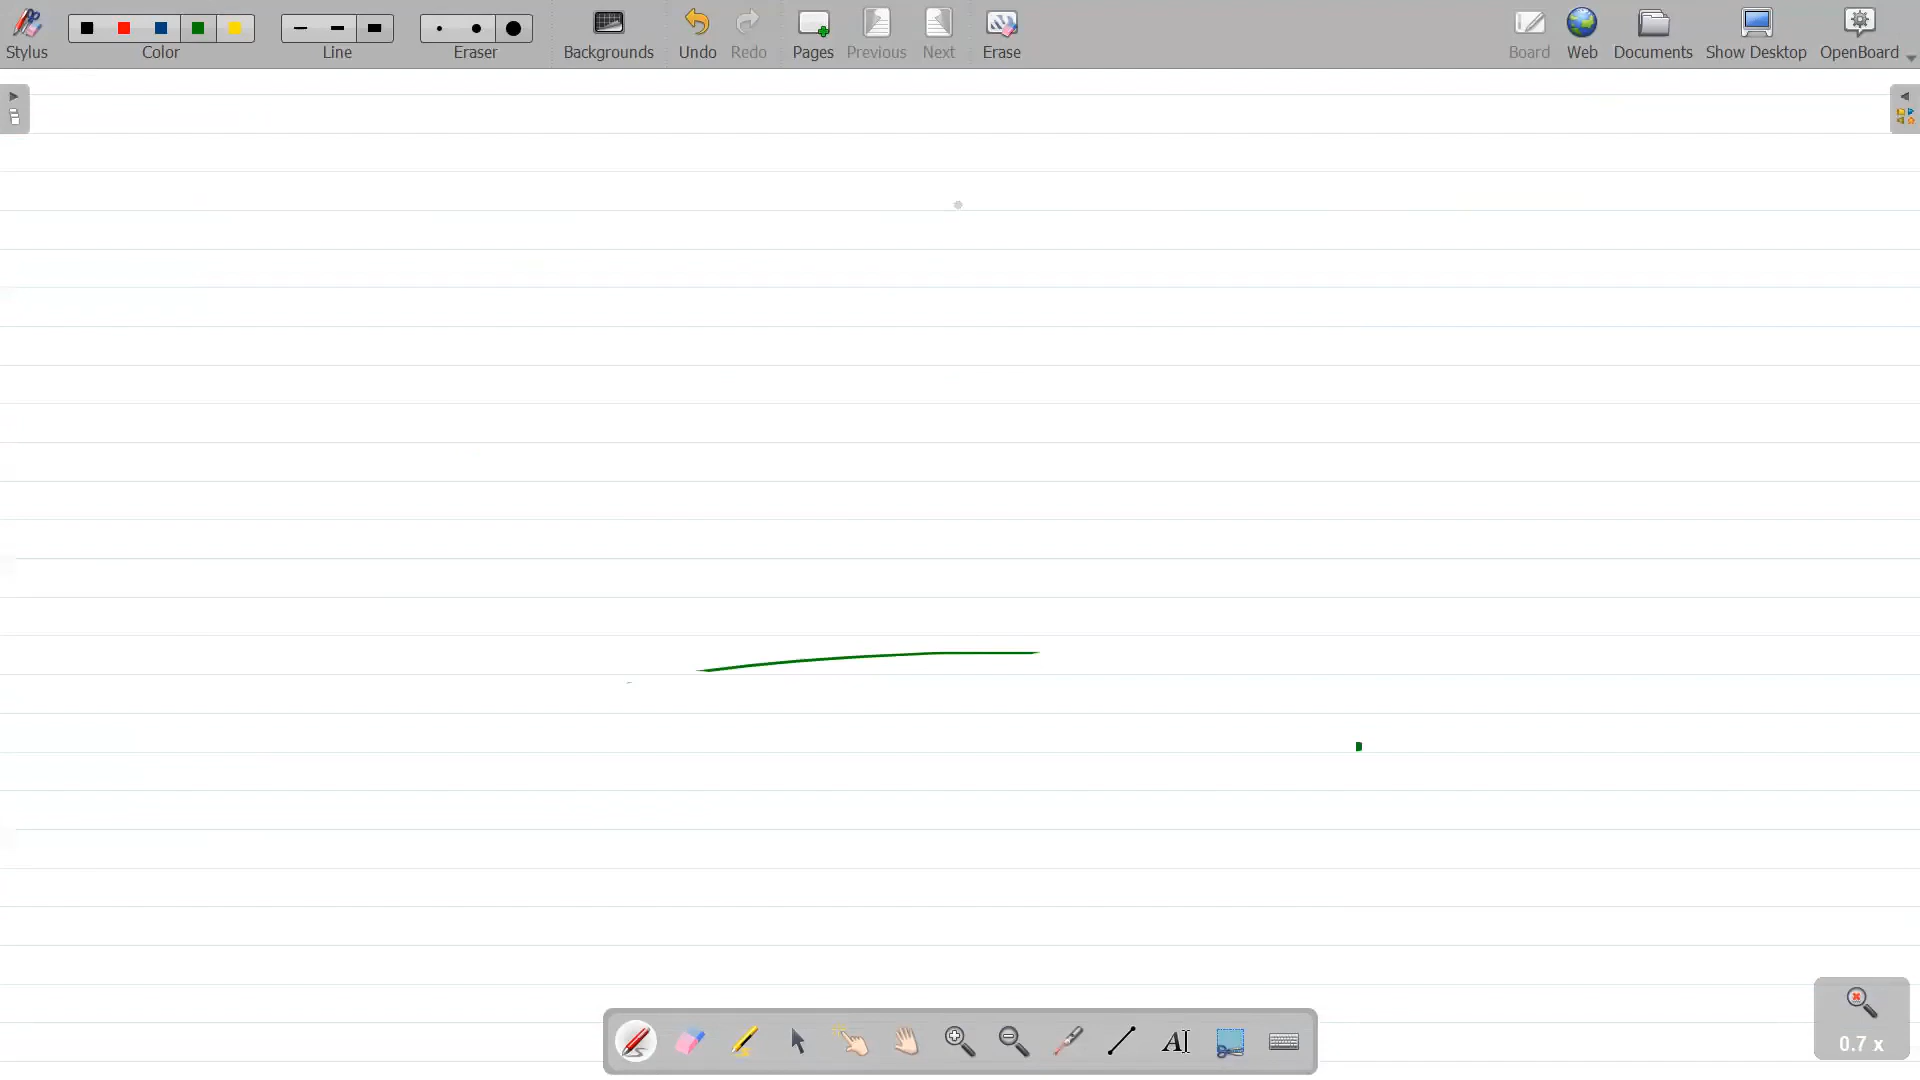 Stylus Color Line Eraser Backgrounds Undo Redo Pages Previous Next Erase Board Web Documents Show Desktop OpenBoard
AI
0.7 x